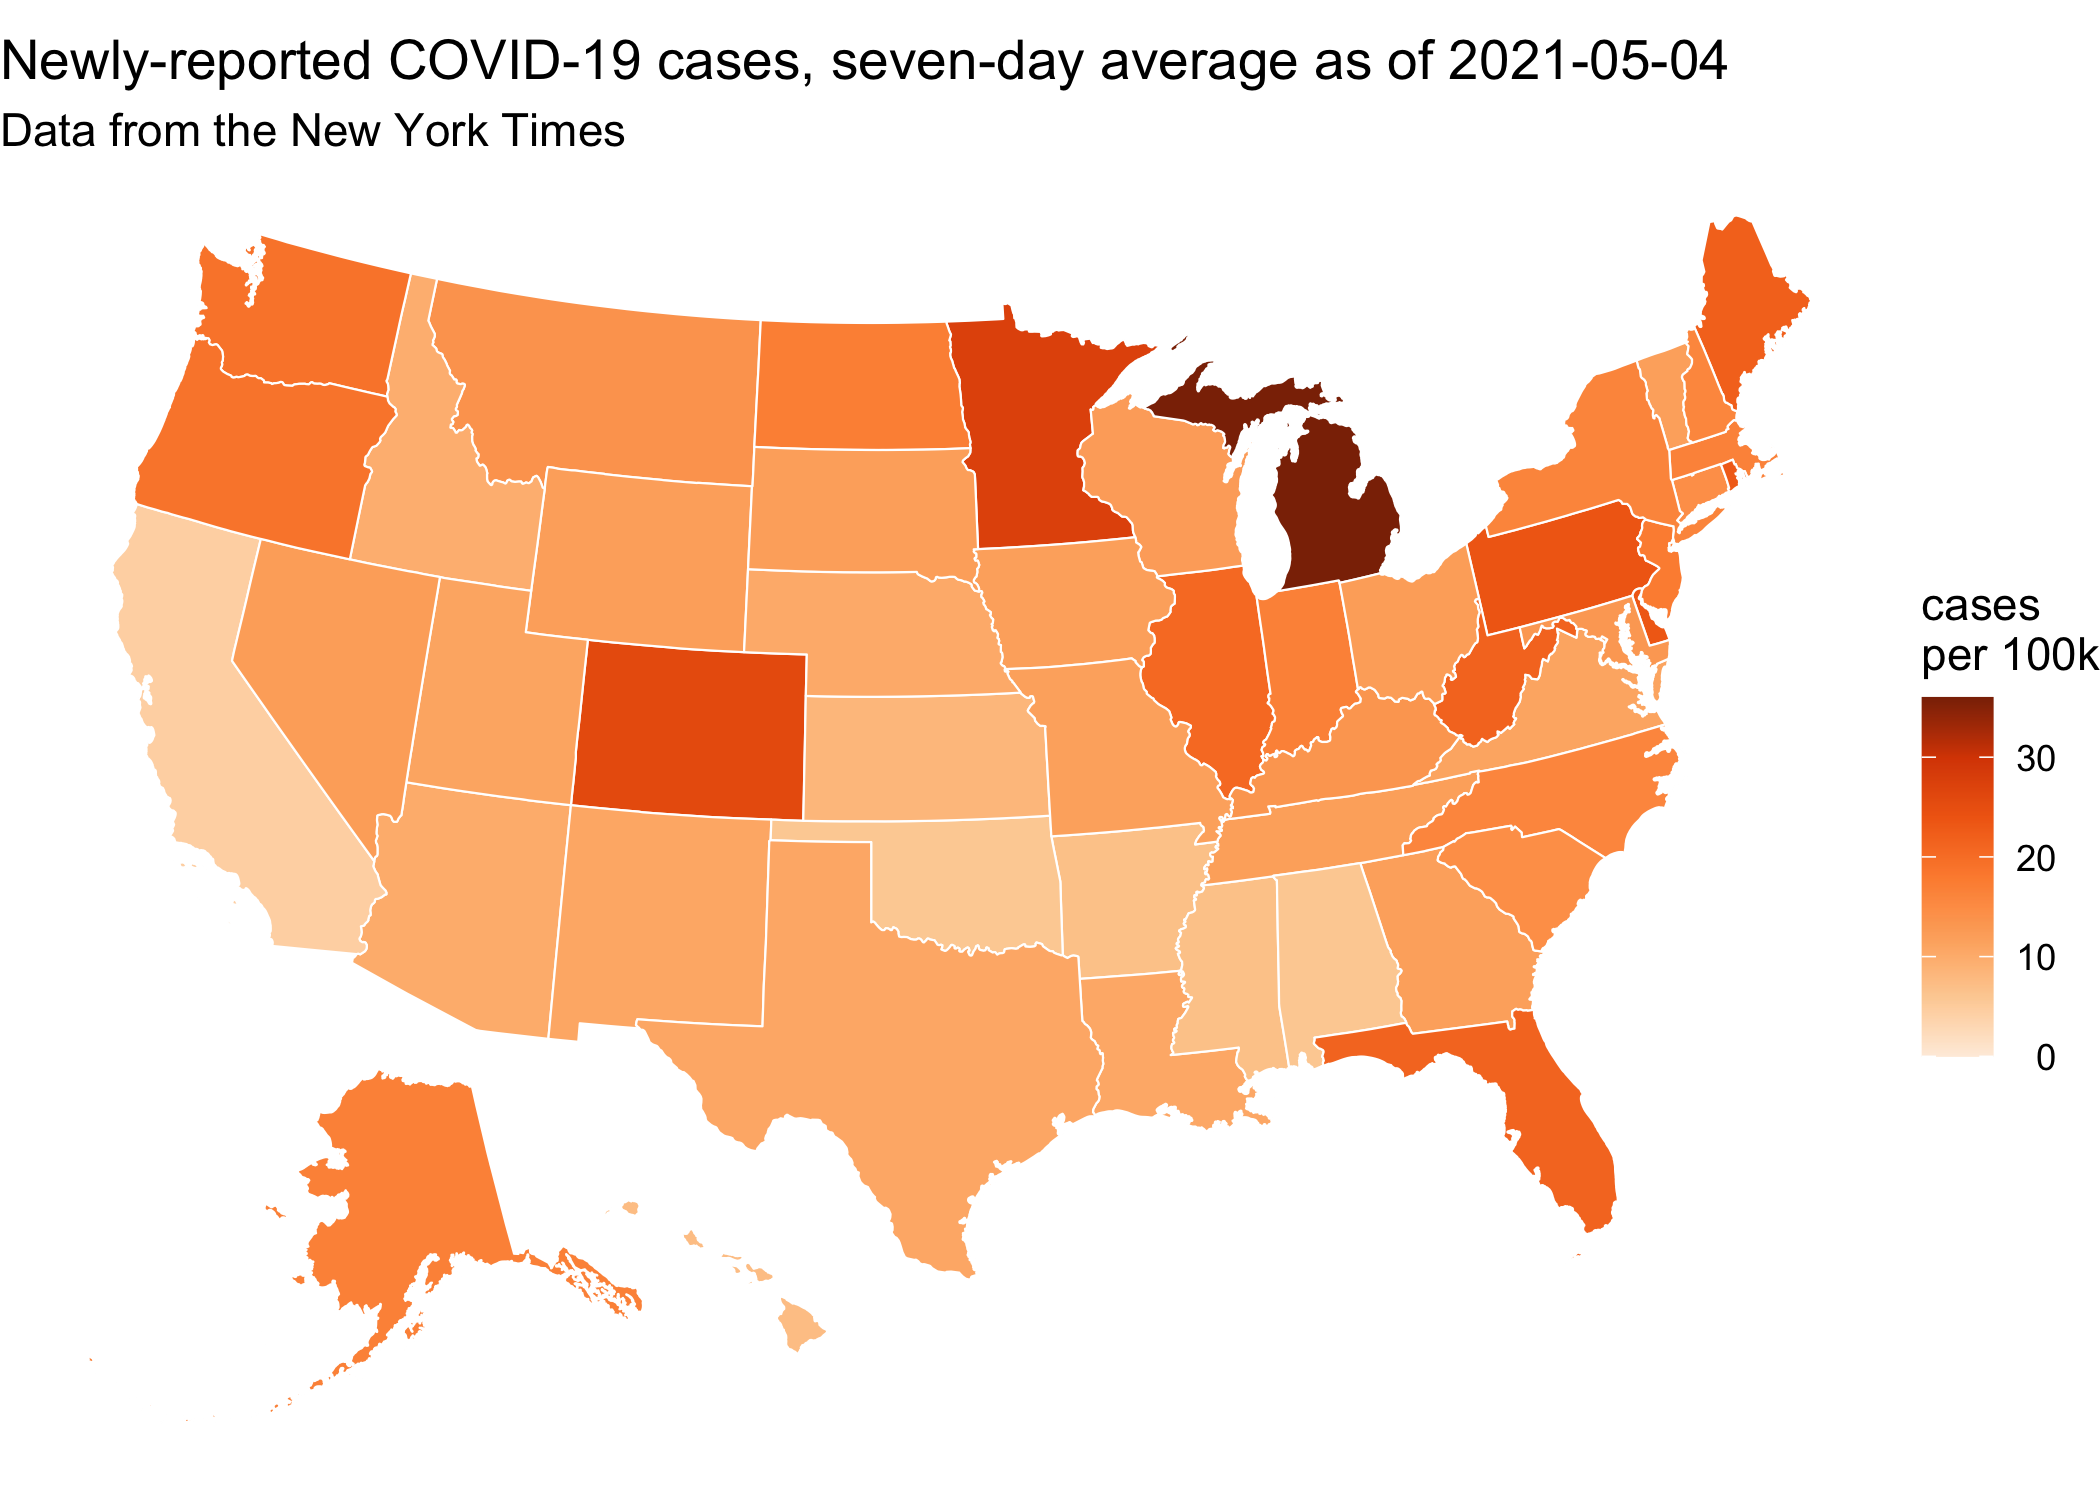 Newly-reported COVID-19 cases, seven-day average as of 2021-05-04
Data from the New York Times
cases
per 100k
30
20
10
0